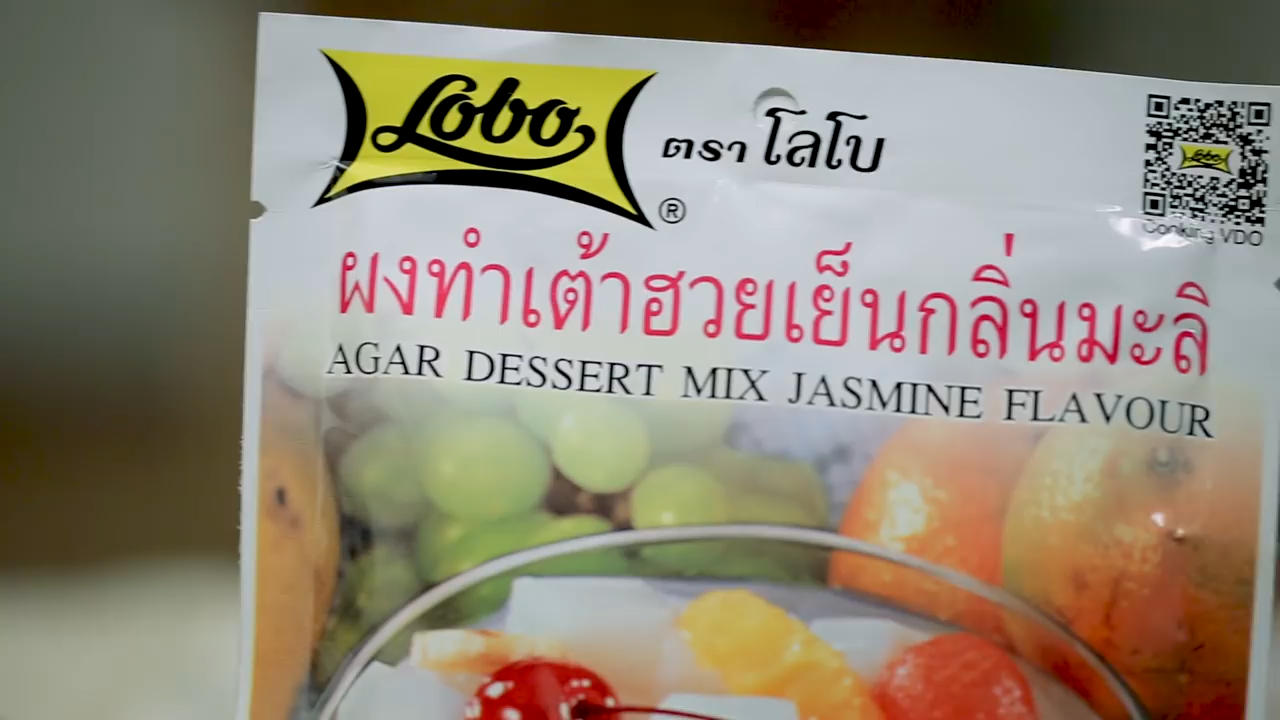 Lobo ตรา โลโบ
®
Lobo
Cooking VDO
ผงทำเต้าฮวยเย็นกลิ่นมะลิ
AGAR DESSERT MIX JASMINE FLAVOUR